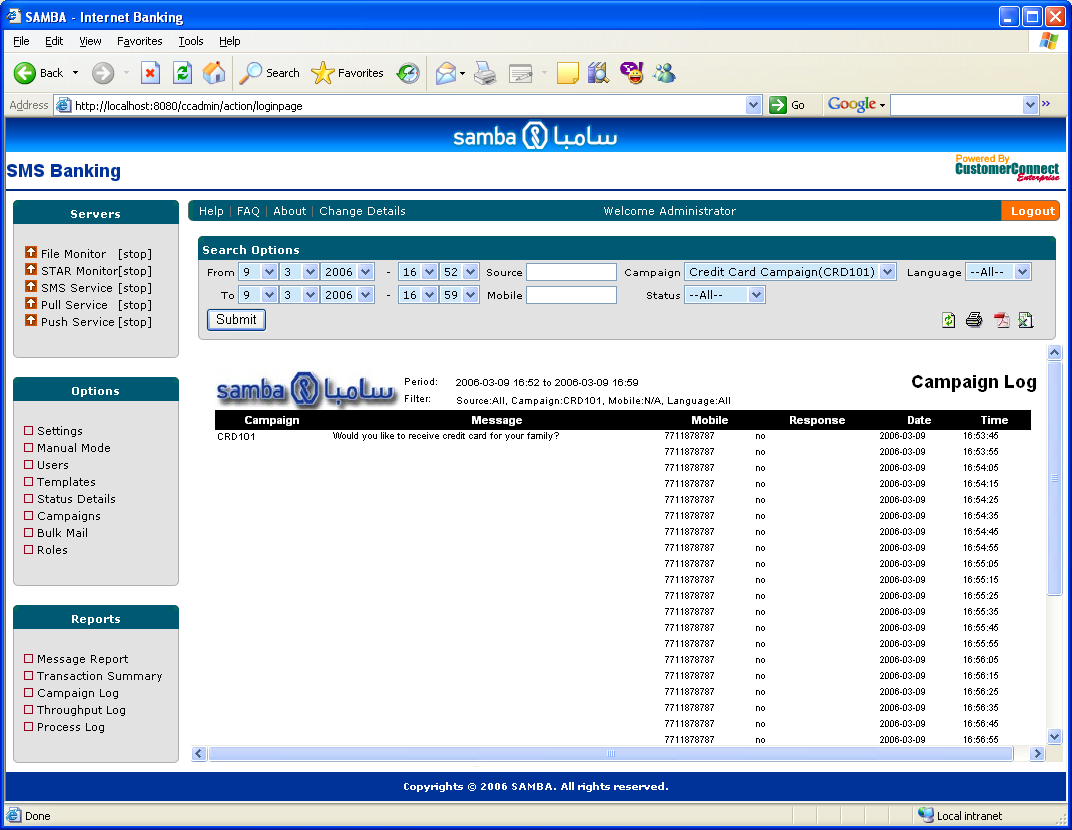 SAMBA - Internet Banking
File Edit View Favorites Tools Help
Back Search Favorites
Address http://localhost:8080/ccadmin/action/loginpage Go Google
samba سامبا
SMS Banking
Powered By
CustomerConnect
Enterprise
Servers
File Monitor [stop]
STAR Monitor[stop]
SMS Service [stop]
Pull Service [stop]
Push Service [stop]
Options
Settings
Manual Mode
Users
Templates
Status Details
Campaigns
Bulk Mail
Roles
Reports
Message Report
Transaction Summary
Campaign Log
Throughput Log
Process Log
Help | FAQ | About | Change Details Welcome Administrator Logout
Search Options
From 9 3 2006 - 16 52 Source Campaign Credit Card Campaign(CRD101) Language --All--
To 9 3 2006 - 16 59 Mobile Status --All--
Submit
samba سامبا
Period: 2006-03-09 16:52 to 2006-03-09 16:59
Filter: Source:All, Campaign:CRD101, Mobile:N/A, Language:All
Campaign Log
Campaign Message Mobile Response Date Time
CRD101 Would you like to receive credit card for your family? 7711878787 no 2006-03-09 16:53:45
7711878787 no 2006-03-09 16:53:55
7711878787 no 2006-03-09 16:54:05
7711878787 no 2006-03-09 16:54:15
7711878787 no 2006-03-09 16:54:25
7711878787 no 2006-03-09 16:54:35
7711878787 no 2006-03-09 16:54:45
7711878787 no 2006-03-09 16:54:55
7711878787 no 2006-03-09 16:55:05
7711878787 no 2006-03-09 16:55:15
7711878787 no 2006-03-09 16:55:25
7711878787 no 2006-03-09 16:55:35
7711878787 no 2006-03-09 16:55:45
7711878787 no 2006-03-09 16:55:55
7711878787 no 2006-03-09 16:56:05
7711878787 no 2006-03-09 16:56:15
7711878787 no 2006-03-09 16:56:25
7711878787 no 2006-03-09 16:56:35
7711878787 no 2006-03-09 16:56:45
7711878787 no 2006-03-09 16:56:55
Copyrights © 2006 SAMBA. All rights reserved.
Done Local intranet